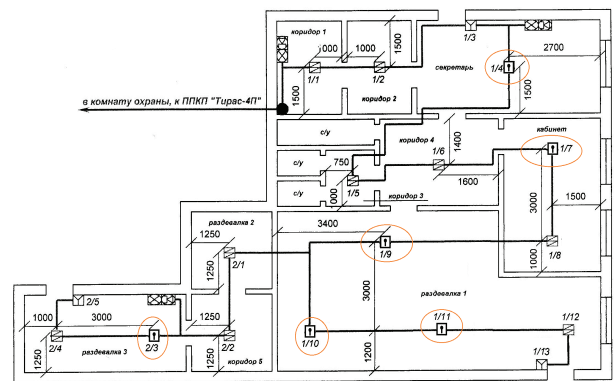 коридор 1
1000
1000
1500
1/3
2700
1/1
1/2
секретарь
1/4
1500
коридор 2
1500
в комнату охраны, к ППКП "Тирас-4П"
с/у
коридор 4
1400
кабинет
с/у
750
1/6
1/7
1/5
1600
с/у
1000
коридор 3
3000
1500
раздевалка 2
3400
1250
1/9
1/8
1000
2/1
1250
3000
раздевалка 1
2/5
1000
3000
1250
1/10
1/11
1/12
2/4
2/3
2/2
1250
раздевалка 3
1250
коридор 5
1200
1/13